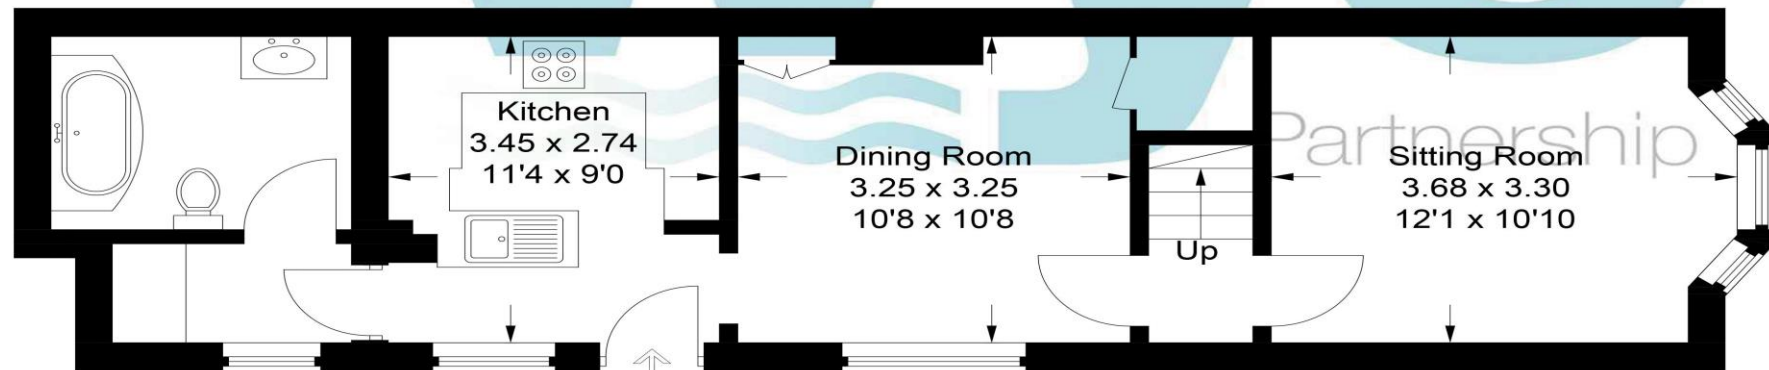 Kitchen
3.45 x 2.74
11'4 x 9'0
Dining Room
3.25 x 3.25
10'8 x 10'8
Up
Partnership
Sitting Room
3.68 x 3.30
12'1 x 10'10